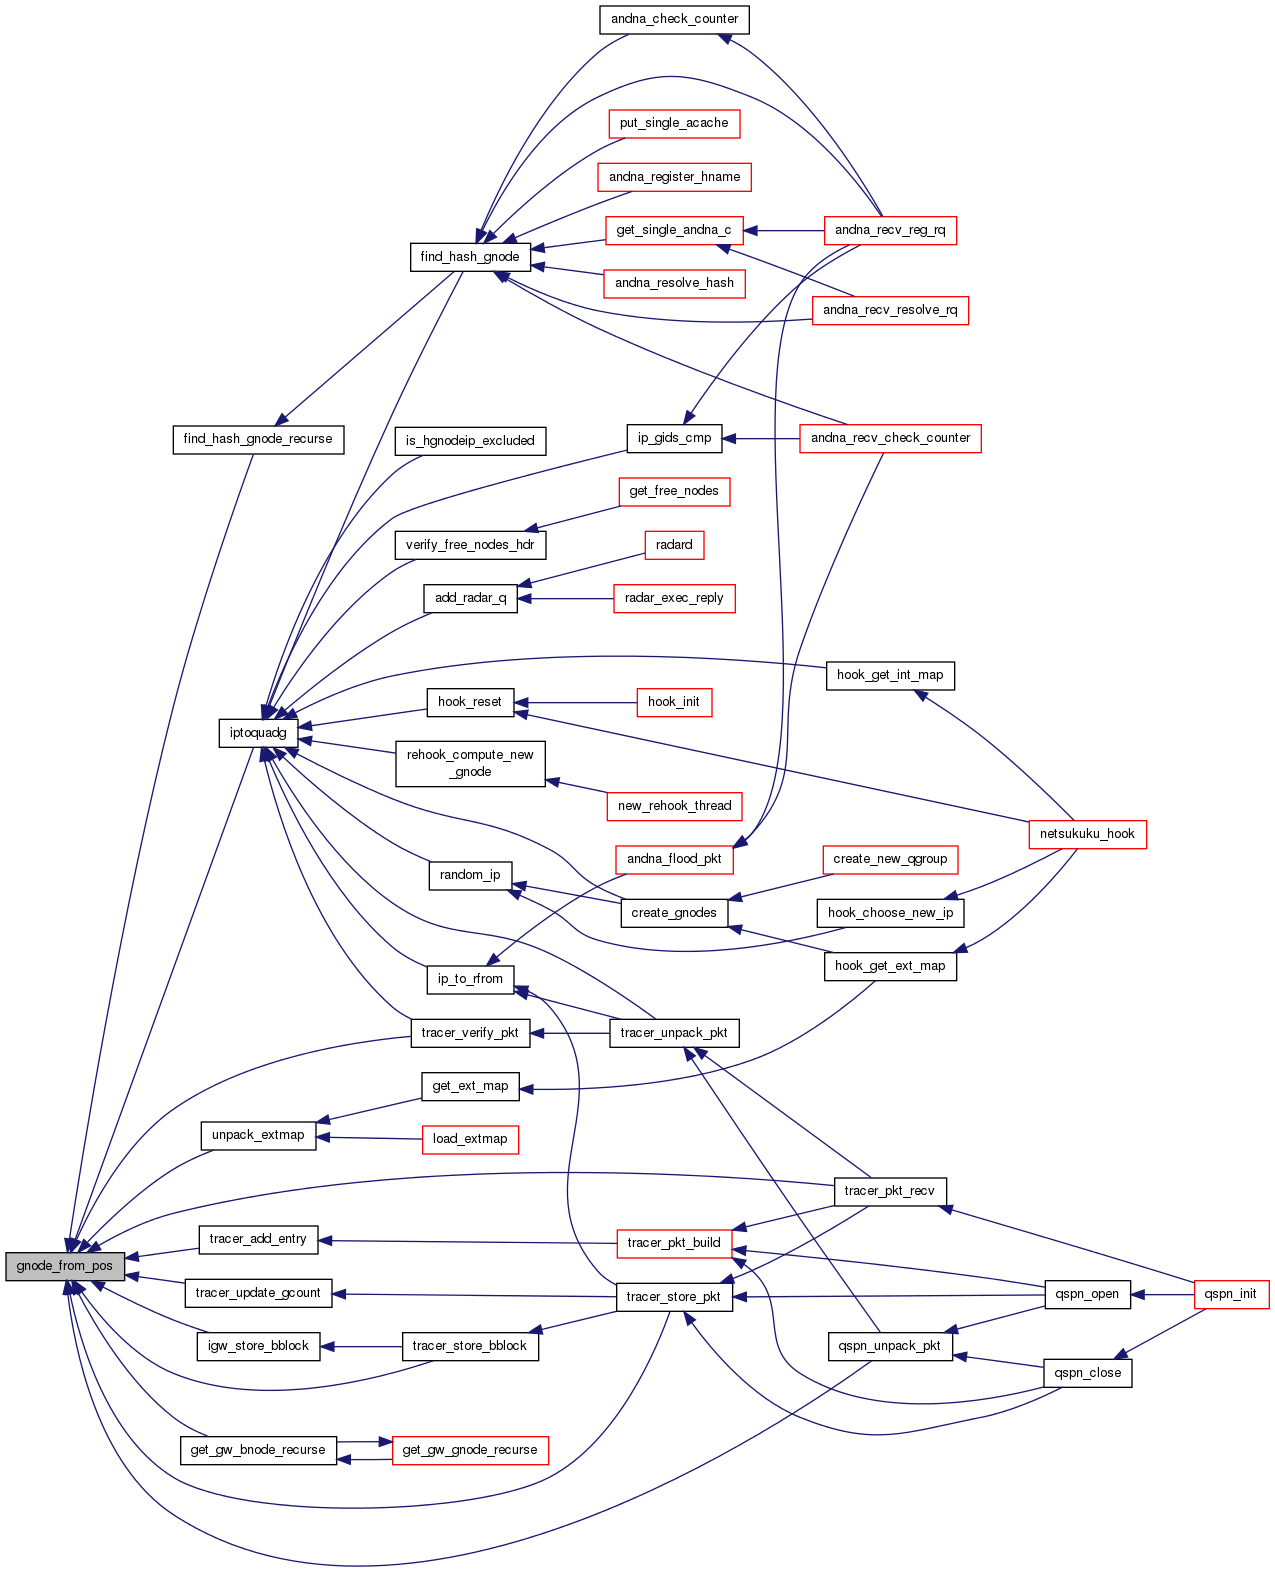 andna_check_counter
put_single_acache
andna_register_hname
get_single_andna_c
andna_recv_reg_rq
find_hash_gnode
andna_resolve_hash
andna_recv_resolve_rq
find_hash_gnode_recurse
is_hgnodeip_excluded
ip_gids_cmp
andna_recv_check_counter
get_free_nodes
verify_free_nodes_hdr
radard
add_radar_q
radar_exec_reply
hook_get_int_map
hook_reset
hook_init
iptoquadg
rehook_compute_new
_gnode
new_rehook_thread
netsukuku_hook
andna_flood_pkt
create_new_qgroup
random_ip
create_gnodes
hook_choose_new_ip
hook_get_ext_map
ip_to_rfrom
tracer_verify_pkt
tracer_unpack_pkt
get_ext_map
unpack_extmap
load_extmap
tracer_pkt_recv
tracer_add_entry
tracer_pkt_build
gnode_from_pos
tracer_update_gcount
tracer_store_pkt
qspn_open
qspn_init
igw_store_bblock
tracer_store_bblock
qspn_unpack_pkt
qspn_close
get_gw_bnode_recurse
get_gw_gnode_recurse